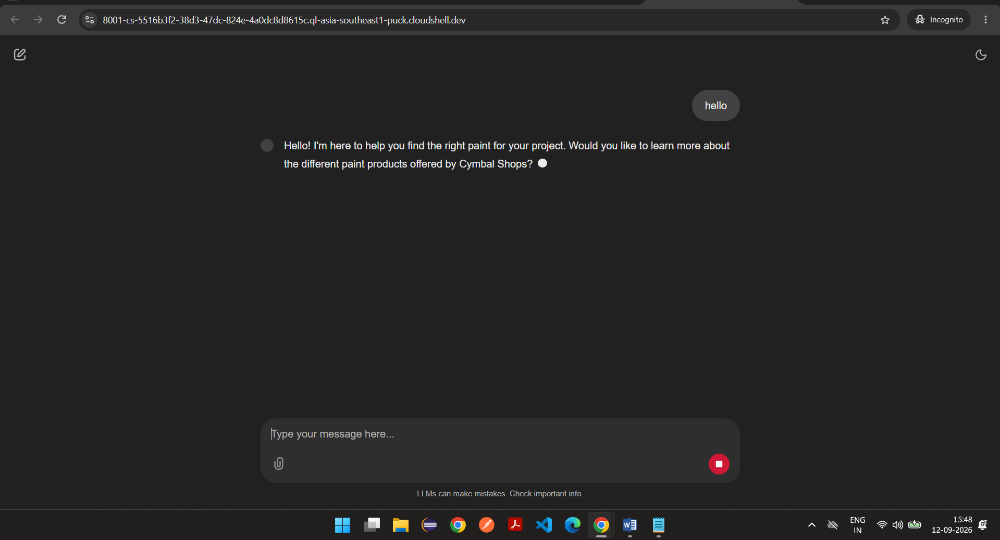 8001-cs-5516b3f2-38d3-47dc-824e-4a0dc8d8615c.ql-asia-southeast1-puck.cloudshell.dev
Incognito
hello
Hello! I'm here to help you find the right paint for your project. Would you like to learn more about
the different paint products offered by Cymbal Shops?
Type your message here...
LLMs can make mistakes. Check important info.
ENG
IN
15:48
12-09-2026